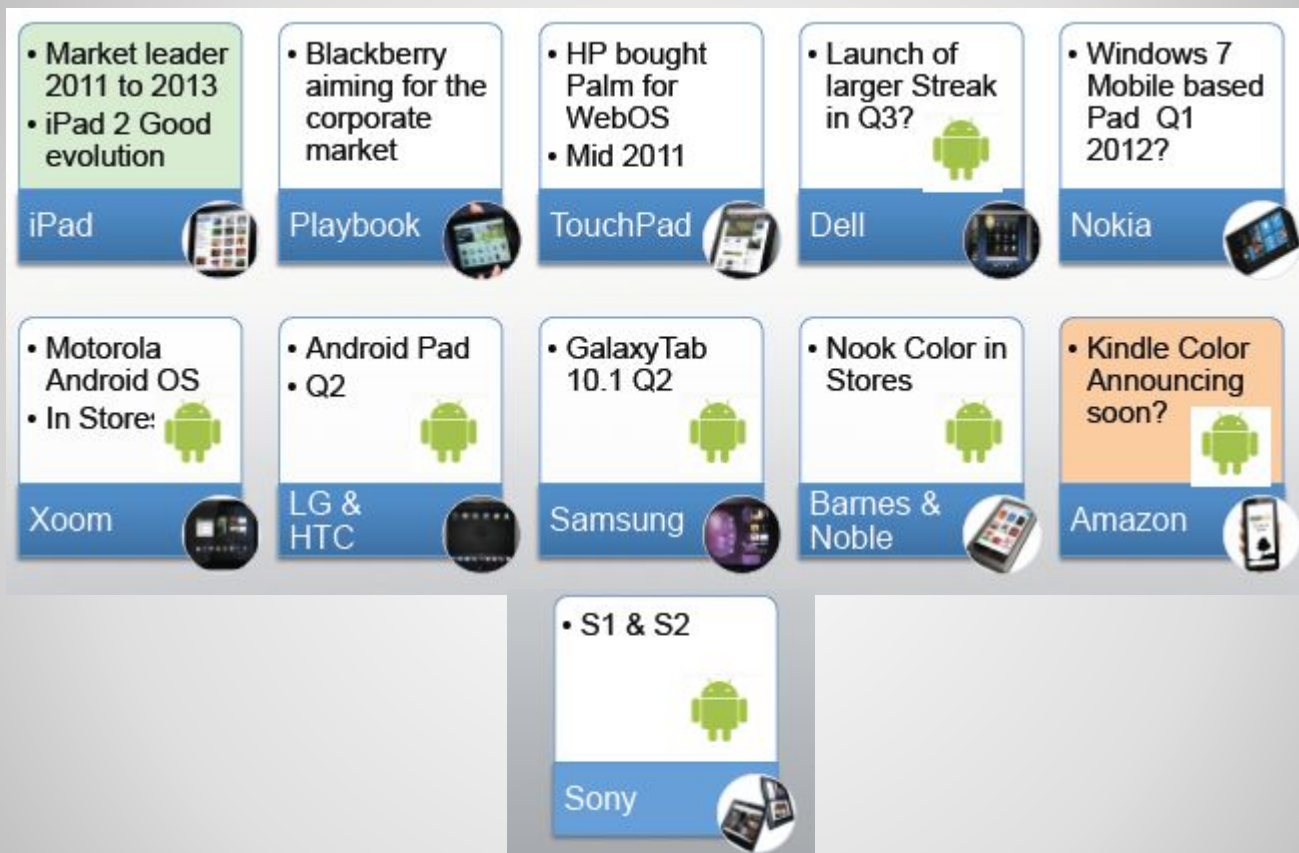 • Market leader
2011 to 2013
• iPad 2 Good
evolution
iPad
• Blackberry
aiming for the
corporate
market
Playbook
• HP bought
Palm for
WebOS
• Mid 2011
TouchPad
• Launch of
larger Streak
in Q3?
Dell
• Windows 7
Mobile based
Pad Q1
2012?
Nokia
• Motorola
Android OS
• In Stores
Xoom
• Android Pad
• Q2
LG &
HTC
• GalaxyTab
10.1 Q2
Samsung
• Nook Color in
Stores
Barnes &
Noble
• Kindle Color
Announcing
soon?
Amazon
• S1 & S2
Sony